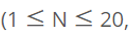 (1 ≤ N ≤ 20,